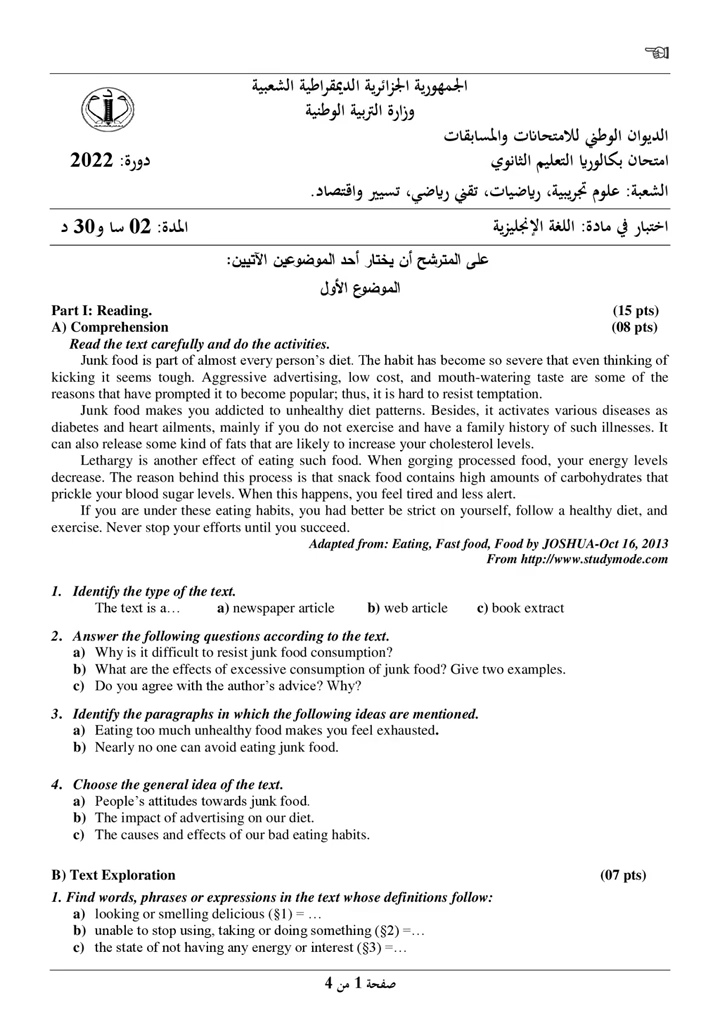 الجمهورية الجزائرية الديمقراطية الشعبية
وزارة التربية الوطنية
الديوان الوطني للامتحانات والمسابقات
امتحان بكالوريا التعليم الثانوي
دورة: 2022
الشعبة: علوم تجريبية، رياضيات، تقني رياضي، تسيير واقتصاد.
اختبار في مادة: اللغة الإنجليزية
المدة: 02 سا و30 د
على المترشح أن يختار أحد الموضوعين الآتيين:
الموضوع الأول
Part I: Reading. (15 pts)
A) Comprehension (08 pts)
Read the text carefully and do the activities.
Junk food is part of almost every person's diet. The habit has become so severe that even thinking of
kicking it seems tough. Aggressive advertising, low cost, and mouth-watering taste are some of the
reasons that have prompted it to become popular; thus, it is hard to resist temptation.
Junk food makes you addicted to unhealthy diet patterns. Besides, it activates various diseases as
diabetes and heart ailments, mainly if you do not exercise and have a family history of such illnesses. It
can also release some kind of fats that are likely to increase your cholesterol levels.
Lethargy is another effect of eating such food. When gorging processed food, your energy levels
decrease. The reason behind this process is that snack food contains high amounts of carbohydrates that
prickle your blood sugar levels. When this happens, you feel tired and less alert.
If you are under these eating habits, you had better be strict on yourself, follow a healthy diet, and
exercise. Never stop your efforts until you succeed.
Adapted from: Eating, Fast food, Food by JOSHUA-Oct 16, 2013
From http://www.studymode.com
1. Identify the type of the text.
The text is a… a) newspaper article b) web article c) book extract
2. Answer the following questions according to the text.
a) Why is it difficult to resist junk food consumption?
b) What are the effects of excessive consumption of junk food? Give two examples.
c) Do you agree with the author's advice? Why?
3. Identify the paragraphs in which the following ideas are mentioned.
a) Eating too much unhealthy food makes you feel exhausted.
b) Nearly no one can avoid eating junk food.
4. Choose the general idea of the text.
a) People's attitudes towards junk food.
b) The impact of advertising on our diet.
c) The causes and effects of our bad eating habits.
B) Text Exploration (07 pts)
1. Find words, phrases or expressions in the text whose definitions follow:
a) looking or smelling delicious (§1) = …
b) unable to stop using, taking or doing something (§2) =…
c) the state of not having any energy or interest (§3) =…
صفحة 1 من 4